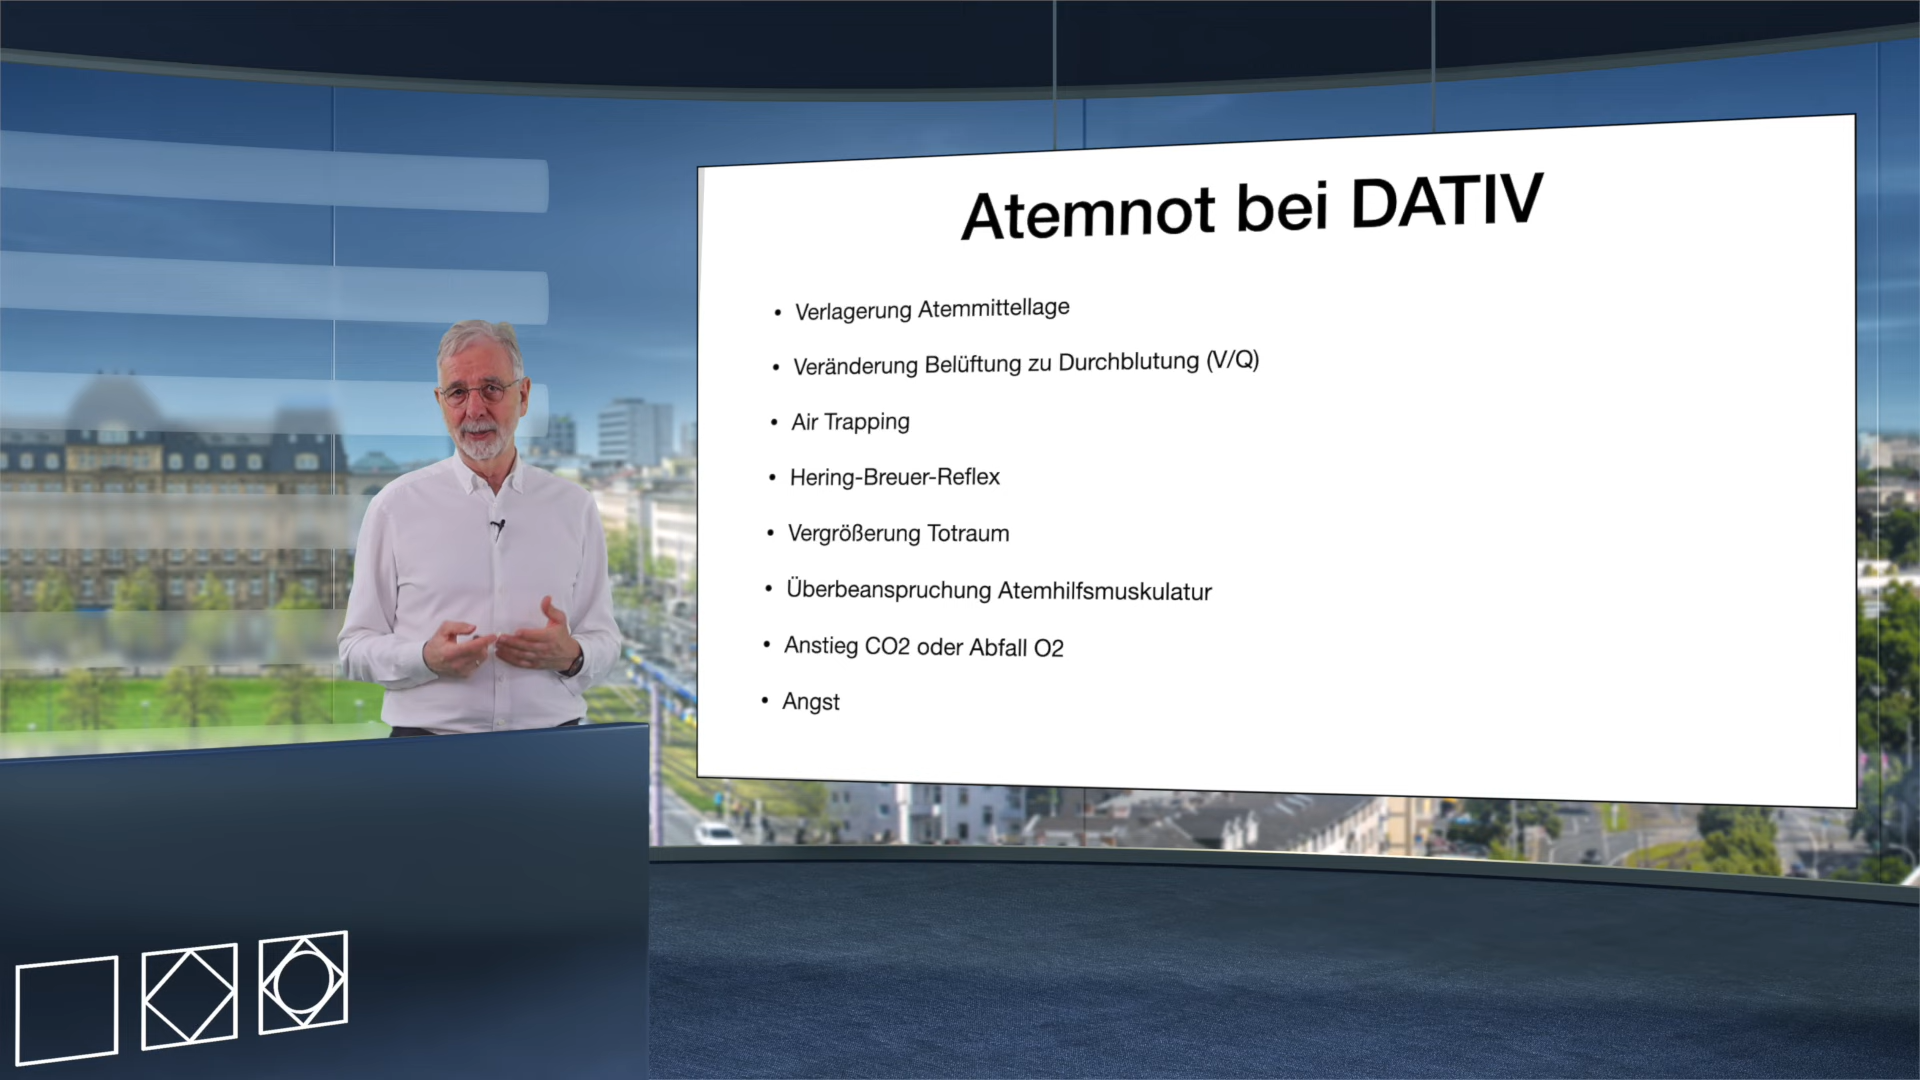 Atemnot bei DATIV
• Verlagerung Atemmittellage
• Veränderung Belüftung zu Durchblutung (V/Q)
• Air Trapping
• Hering-Breuer-Reflex
• Vergrößerung Totraum
• Überbeanspruchung Atemhilfsmuskulatur
• Anstieg CO2 oder Abfall O2
• Angst